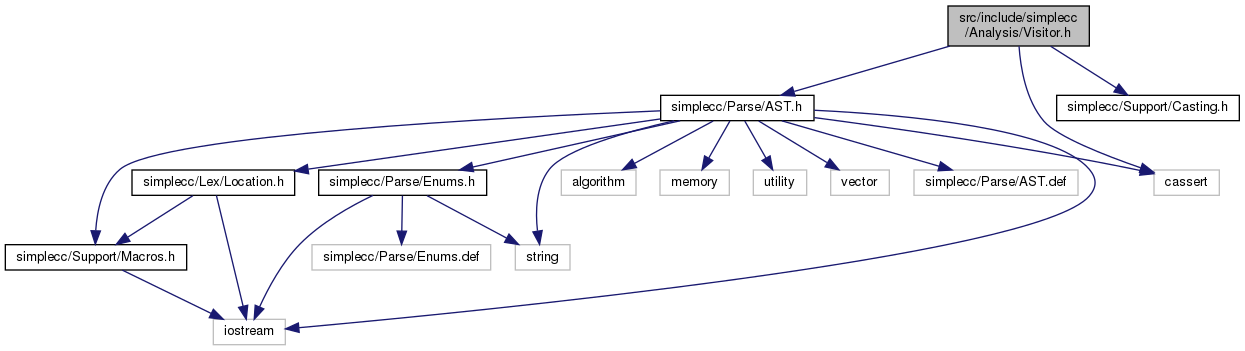 src/include/simplecc
/Analysis/Visitor.h
simplecc/Parse/AST.h
simplecc/Support/Casting.h
simplecc/Lex/Location.h
simplecc/Parse/Enums.h
algorithm
memory
utility
vector
simplecc/Parse/AST.def
cassert
simplecc/Support/Macros.h
simplecc/Parse/Enums.def
string
iostream